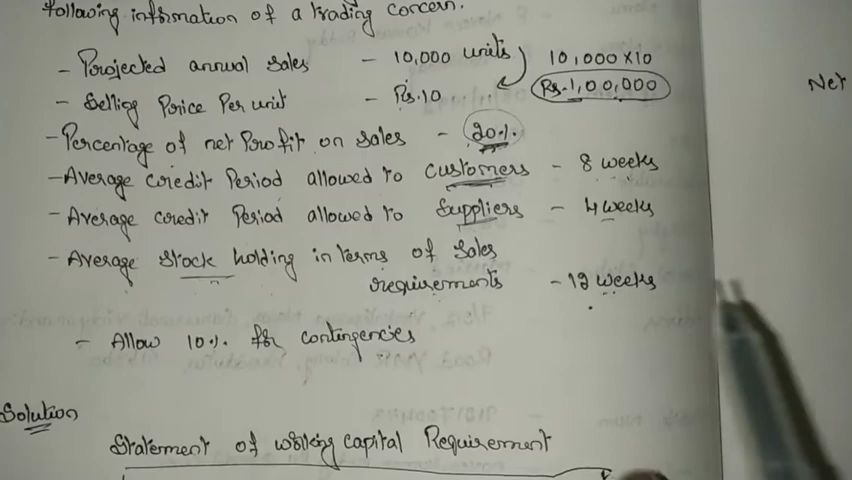 following information of a trading concern.
- Projected annual sales - 10,000 units 10,000 x 10
- Selling Price Per unit - Rs.10 Rs.1,00,000
Net
- Percentage of net Profit on sales - 20%.
- Average credit Period allowed to customers - 8 weeks
- Average credit Period allowed to Suppliers - 4 weeks
- Average stock holding in terms of sales
requirements - 12 weeks
- Allow 10%. for contingencies
Solution
Statement of working capital Requirement